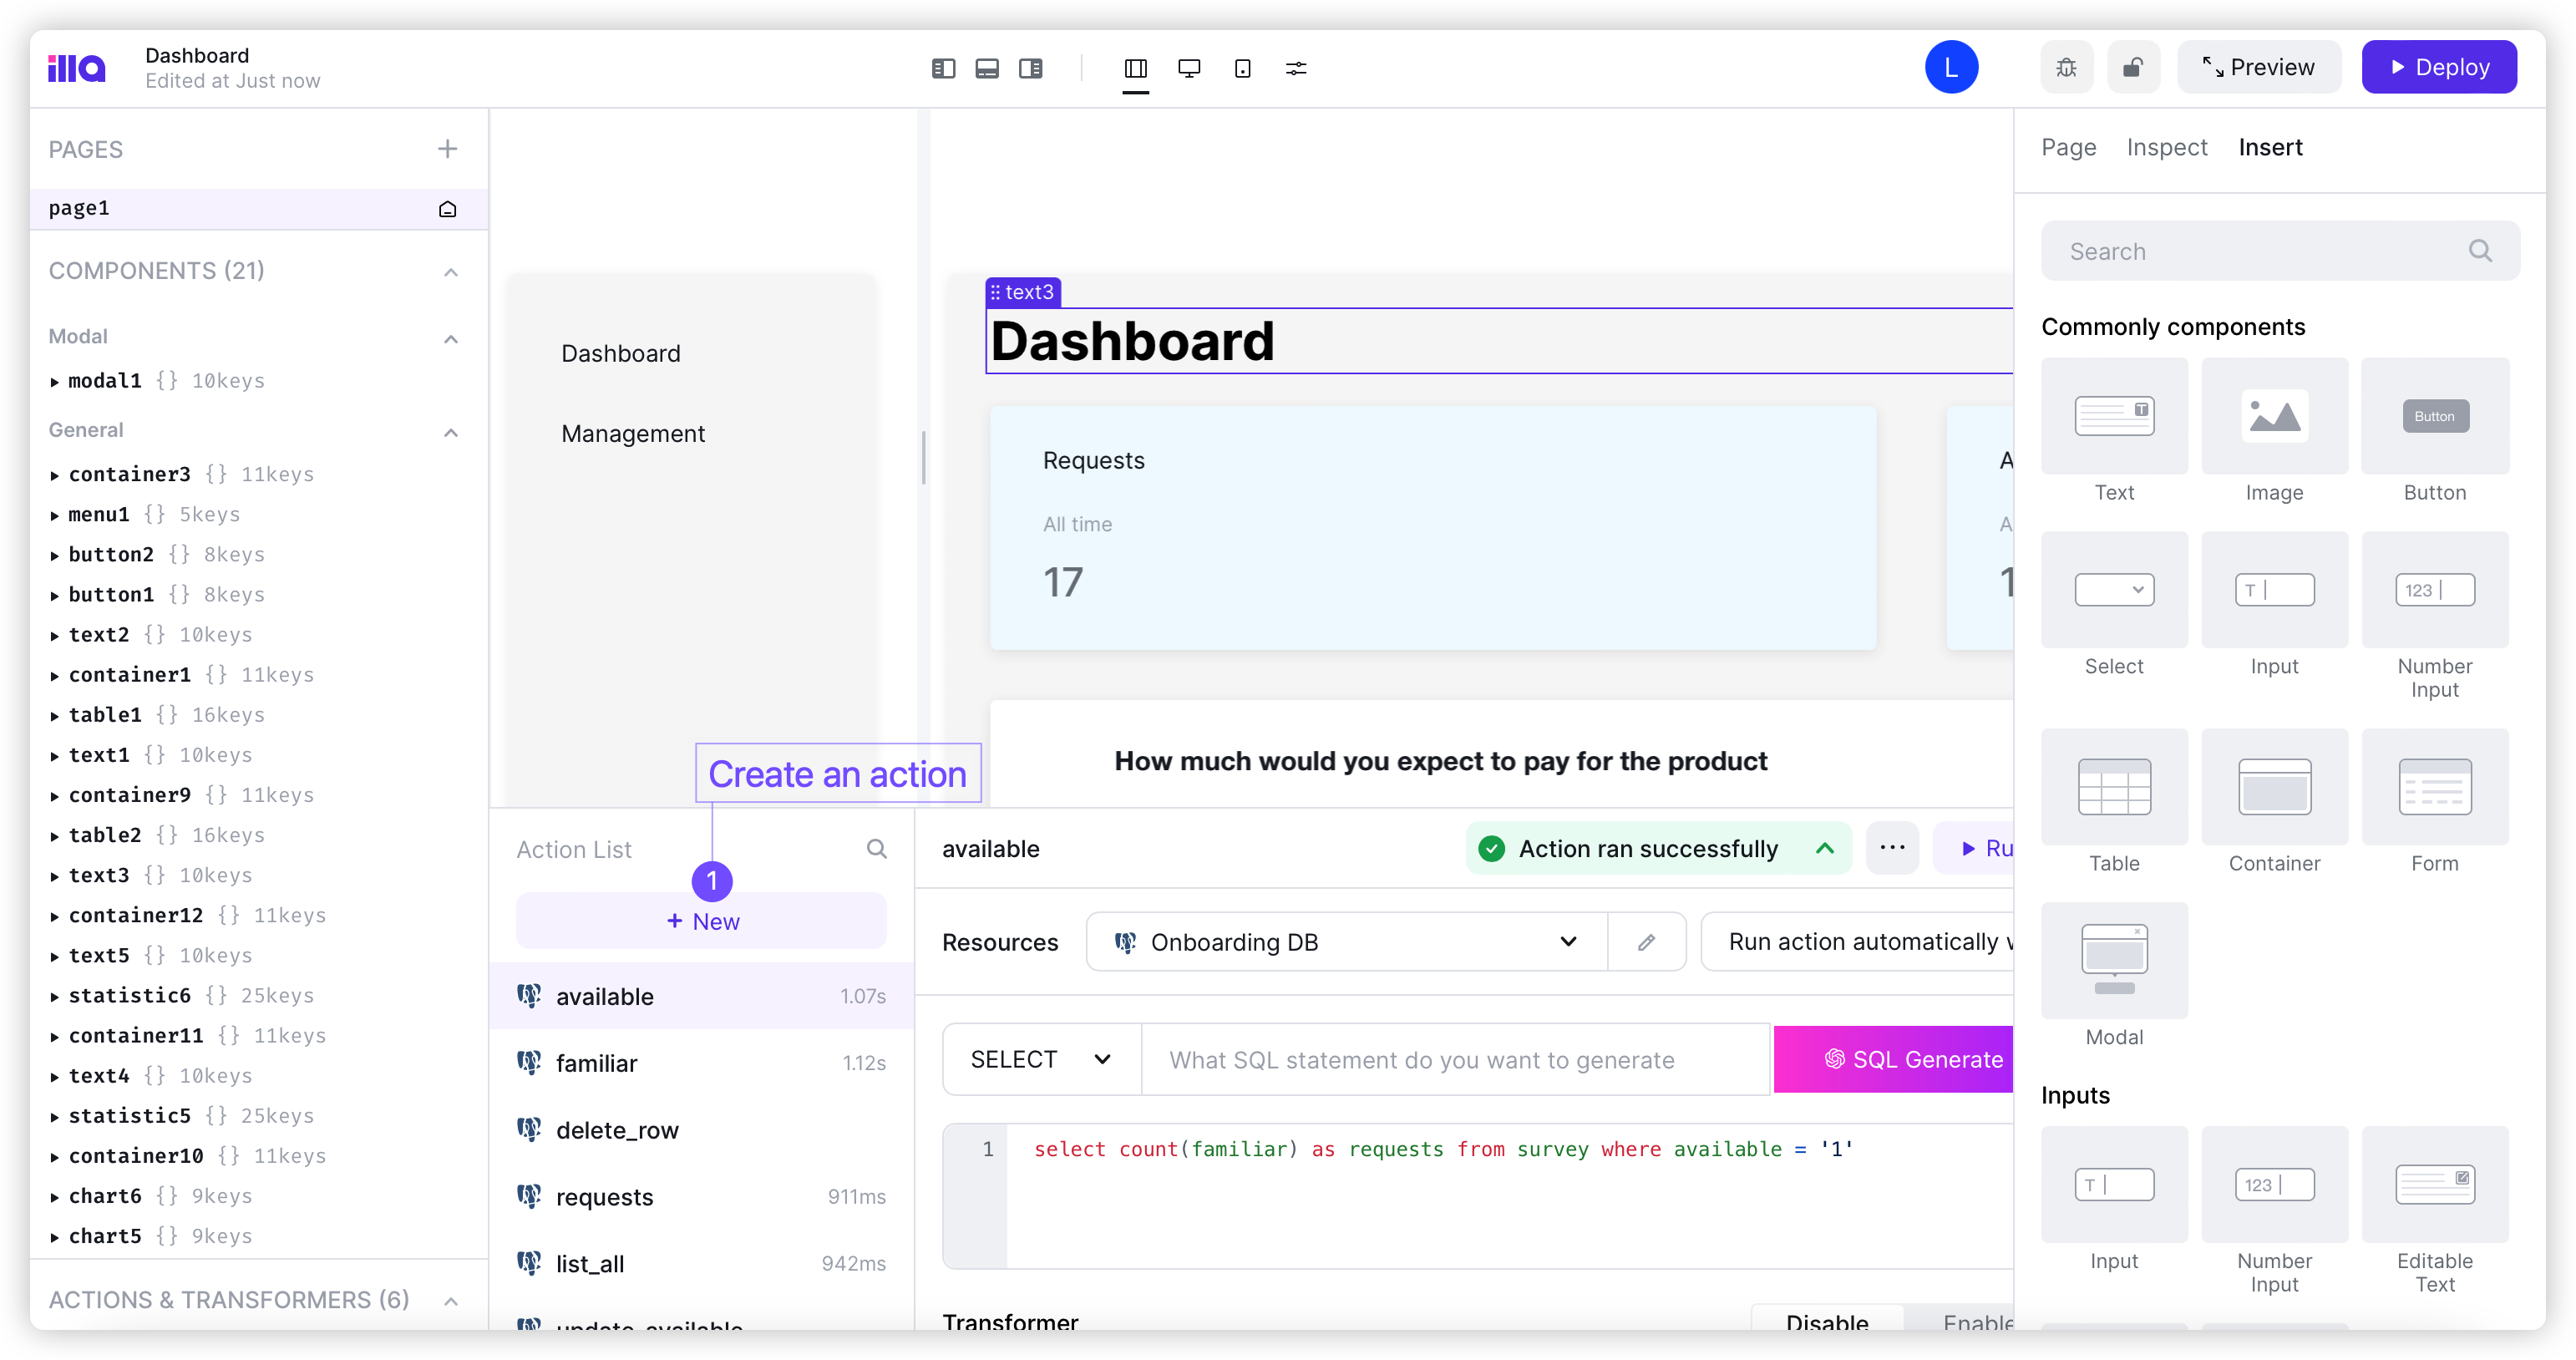 illa
Dashboard
Edited at Just now
L
Preview
Deploy
PAGES
page1
COMPONENTS (21)
Modal
modal1 {} 10keys
General
container3 {} 11keys
menu1 {} 5keys
button2 {} 8keys
button1 {} 8keys
text2 {} 10keys
container1 {} 11keys
table1 {} 16keys
text1 {} 10keys
container9 {} 11keys
table2 {} 16keys
text3 {} 10keys
container12 {} 11keys
text5 {} 10keys
statistic6 {} 25keys
container11 {} 11keys
text4 {} 10keys
statistic5 {} 25keys
container10 {} 11keys
chart6 {} 9keys
chart5 {} 9keys
ACTIONS & TRANSFORMERS (6)
Dashboard
Management
text3
Dashboard
Requests
All time
17
A
A
1
How much would you expect to pay for the product
Create an action
1
Action List
+ New
available 1.07s
familiar 1.12s
delete_row
requests 911ms
list_all 942ms
update_available
available
Action ran successfully
Ru
Resources
Onboarding DB
Run action automatically
SELECT
What SQL statement do you want to generate
SQL Generate
1 select count(familiar) as requests from survey where available = '1'
Transformer
Disable
Enable
Page Inspect Insert
Search
Commonly components
Button
Text Image Button
T 123
Select Input Number
Input
Table Container Form
Modal
Inputs
T 123
Input Number Editable
Input Text